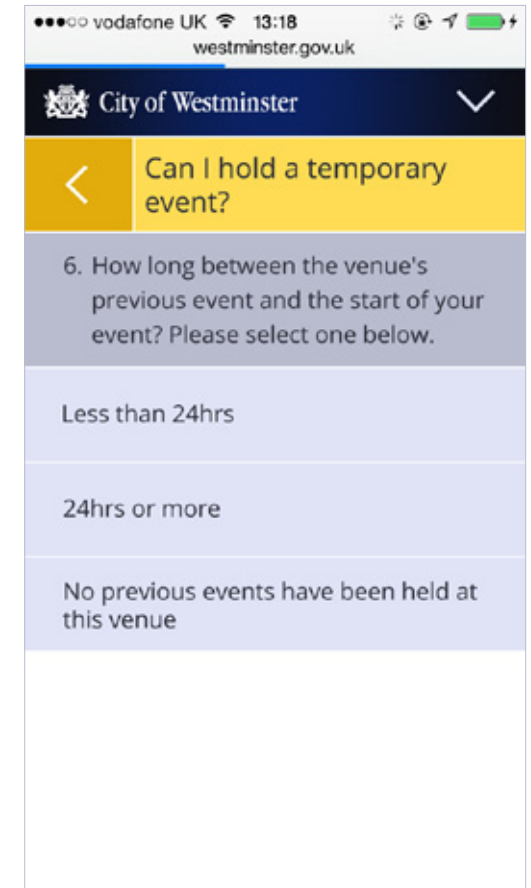 vodafone UK 13:18
westminster.gov.uk
City of Westminster
Can I hold a temporary
event?
6. How long between the venue's
previous event and the start of your
event? Please select one below.
Less than 24hrs
24hrs or more
No previous events have been held at
this venue